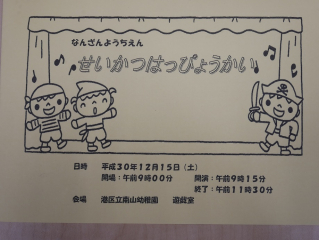 なんざんようちえん
せいかつはっぴょうかい
日時 平成30年12月15日(土)
開場:午前9時00分 開演:午前9時15分
終了:午前11時30分
会場 港区立南山幼稚園 遊戯室